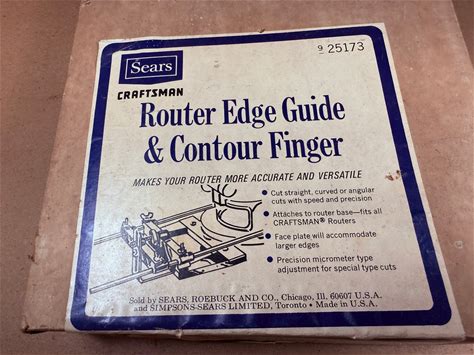 Sears
9 25173
CRAFTSMAN
Router Edge Guide
& Contour Finger
MAKES YOUR ROUTER MORE ACCURATE AND VERSATILE
• Cut straight, curved or angular
cuts with speed and precision
• Attaches to router base—fits all
CRAFTSMAN® Routers
• Face plate will accommodate
larger edges
• Precision micrometer type
adjustment for special type cuts
Sold by SEARS, ROEBUCK AND CO., Chicago, Ill. 60607 U.S.A.
and SIMPSONS-SEARS LIMITED, Toronto • Made in U.S.A.